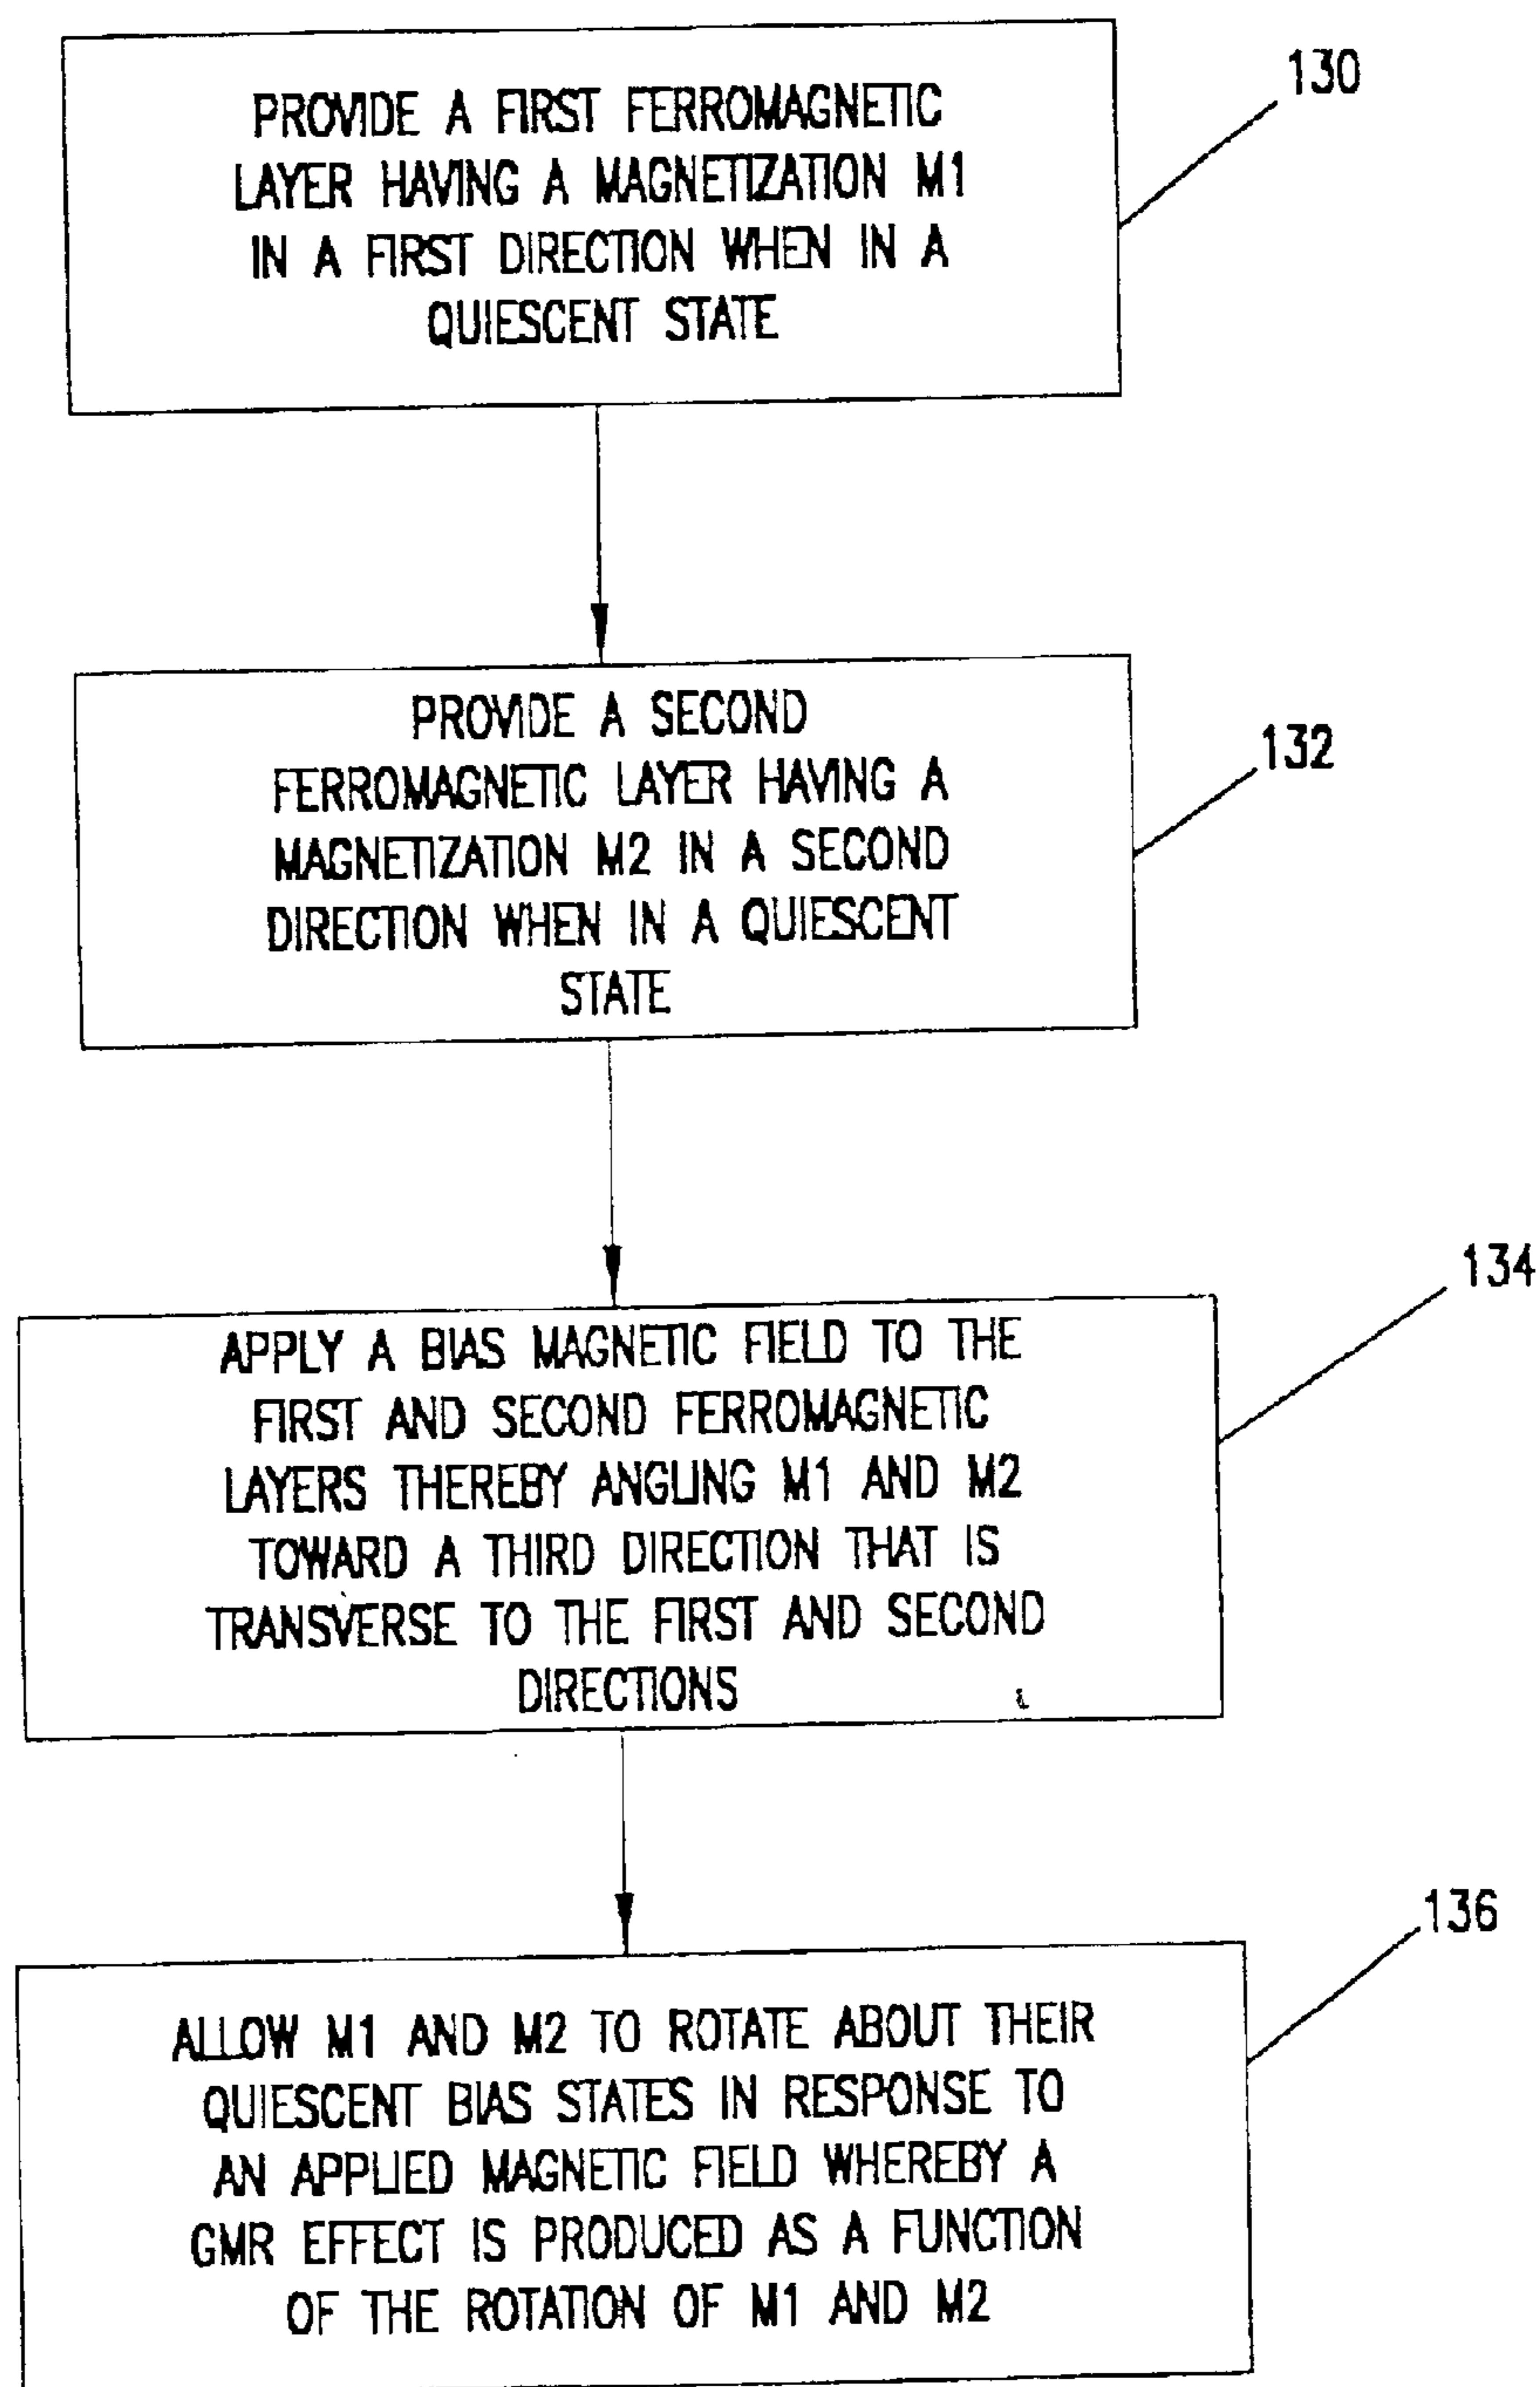 130
PROVIDE A FIRST FERROMAGNETIC
LAYER HAVING A MAGNETIZATION M1
IN A FIRST DIRECTION WHEN IN A
QUIESCENT STATE
132
PROVIDE A SECOND
FERROMAGNETIC LAYER HAVING A
MAGNETIZATION M2 IN A SECOND
DIRECTION WHEN IN A QUIESCENT
STATE
134
APPLY A BIAS MAGNETIC FIELD TO THE
FIRST AND SECOND FERROMAGNETIC
LAYERS THEREBY ANGLING M1 AND M2
TOWARD A THIRD DIRECTION THAT IS
TRANSVERSE TO THE FIRST AND SECOND
DIRECTIONS
136
ALLOW M1 AND M2 TO ROTATE ABOUT THEIR
QUIESCENT BIAS STATES IN RESPONSE TO
AN APPLIED MAGNETIC FIELD WHEREBY A
GMR EFFECT IS PRODUCED AS A FUNCTION
OF THE ROTATION OF M1 AND M2